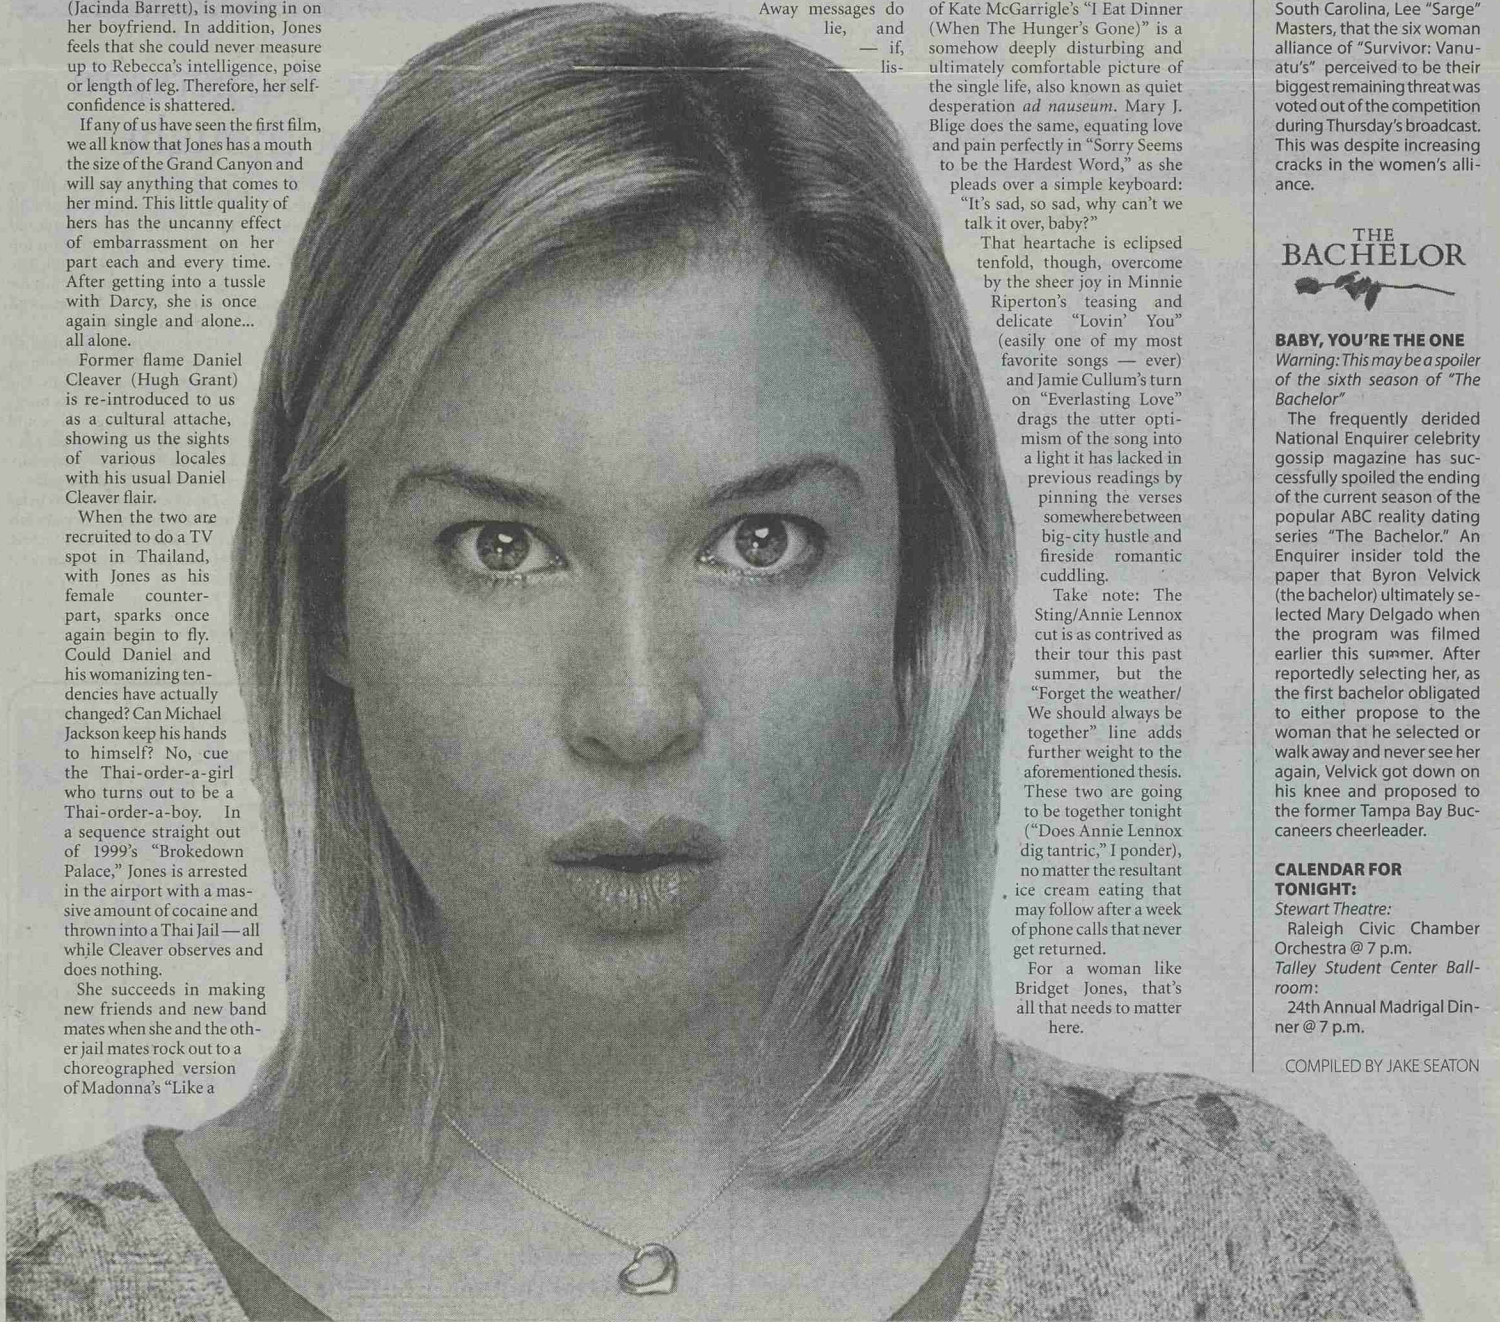 (Jacinda Barrett), is moving in on
her boyfriend. In addition, Jones
feels that she could never measure
up to Rebecca's intelligence, poise
or length of leg. Therefore, her self-
confidence is shattered.
If any of us have seen the first film,
we all know that Jones has a mouth
the size of the Grand Canyon and
will say anything that comes to
her mind. This little quality of
hers has the uncanny effect
of embarrassment on her
part each and every time.
After getting into a tussle
with Darcy, she is once
again single and alone...
all alone.
Former flame Daniel
Cleaver (Hugh Grant)
is re-introduced to us
as a cultural attache,
showing us the sights
of various locales
with his usual Daniel
Cleaver flair.
When the two are
recruited to do a TV
spot in Thailand,
with Jones as his
female counter-
part, sparks once
again begin to fly.
Could Daniel and
his womanizing ten-
dencies have actually
changed? Can Michael
Jackson keep his hands
to himself? No, cue
the Thai-order-a-girl
who turns out to be a
Thai-order-a-boy. In
a sequence straight out
of 1999's "Brokedown
Palace," Jones is arrested
in the airport with a mas-
sive amount of cocaine and
thrown into a Thai Jail — all
while Cleaver observes and
does nothing.
She succeeds in making
new friends and new band
mates when she and the oth-
er jail mates rock out to a
choreographed version
of Madonna's "Like a
Away messages do
lie, and
— if,
lis-
of Kate McGarrigle's "I Eat Dinner
(When The Hunger's Gone)" is a
somehow deeply disturbing and
ultimately comfortable picture of
the single life, also known as quiet
desperation ad nauseum. Mary J.
Blige does the same, equating love
and pain perfectly in "Sorry Seems
to be the Hardest Word," as she
pleads over a simple keyboard:
"It's sad, so sad, why can't we
talk it over, baby?"
That heartache is eclipsed
tenfold, though, overcome
by the sheer joy in Minnie
Riperton's teasing and
delicate "Lovin' You"
(easily one of my most
favorite songs — ever)
and Jamie Cullum's turn
on "Everlasting Love"
drags the utter opti-
mism of the song into
a light it has lacked in
previous readings by
pinning the verses
somewhere between
big-city hustle and
fireside romantic
cuddling.
Take note: The
Sting/Annie Lennox
cut is as contrived as
their tour this past
summer, but the
"Forget the weather/
We should always be
together" line adds
further weight to the
aforementioned thesis.
These two are going
to be together tonight
("Does Annie Lennox
dig tantric," I ponder),
no matter the resultant
ice cream eating that
may follow after a week
of phone calls that never
get returned.
For a woman like
Bridget Jones, that's
all that needs to matter
here.
South Carolina, Lee "Sarge"
Masters, that the six woman
alliance of "Survivor: Vanu-
atu's" perceived to be their
biggest remaining threat was
voted out of the competition
during Thursday's broadcast.
This was despite increasing
cracks in the women's alli-
ance.
THE
BACHELOR
BABY, YOU'RE THE ONE
Warning: This may be a spoiler
of the sixth season of "The
Bachelor"
The frequently derided
National Enquirer celebrity
gossip magazine has suc-
cessfully spoiled the ending
of the current season of the
popular ABC reality dating
series "The Bachelor." An
Enquirer insider told the
paper that Byron Velvick
(the bachelor) ultimately se-
lected Mary Delgado when
the program was filmed
earlier this summer. After
reportedly selecting her, as
the first bachelor obligated
to either propose to the
woman that he selected or
walk away and never see her
again, Velvick got down on
his knee and proposed to
the former Tampa Bay Buc-
caneers cheerleader.
CALENDAR FOR
TONIGHT:
Stewart Theatre:
Raleigh Civic Chamber
Orchestra @ 7 p.m.
Talley Student Center Ball-
room:
24th Annual Madrigal Din-
ner @ 7 p.m.
COMPILED BY JAKE SEATON